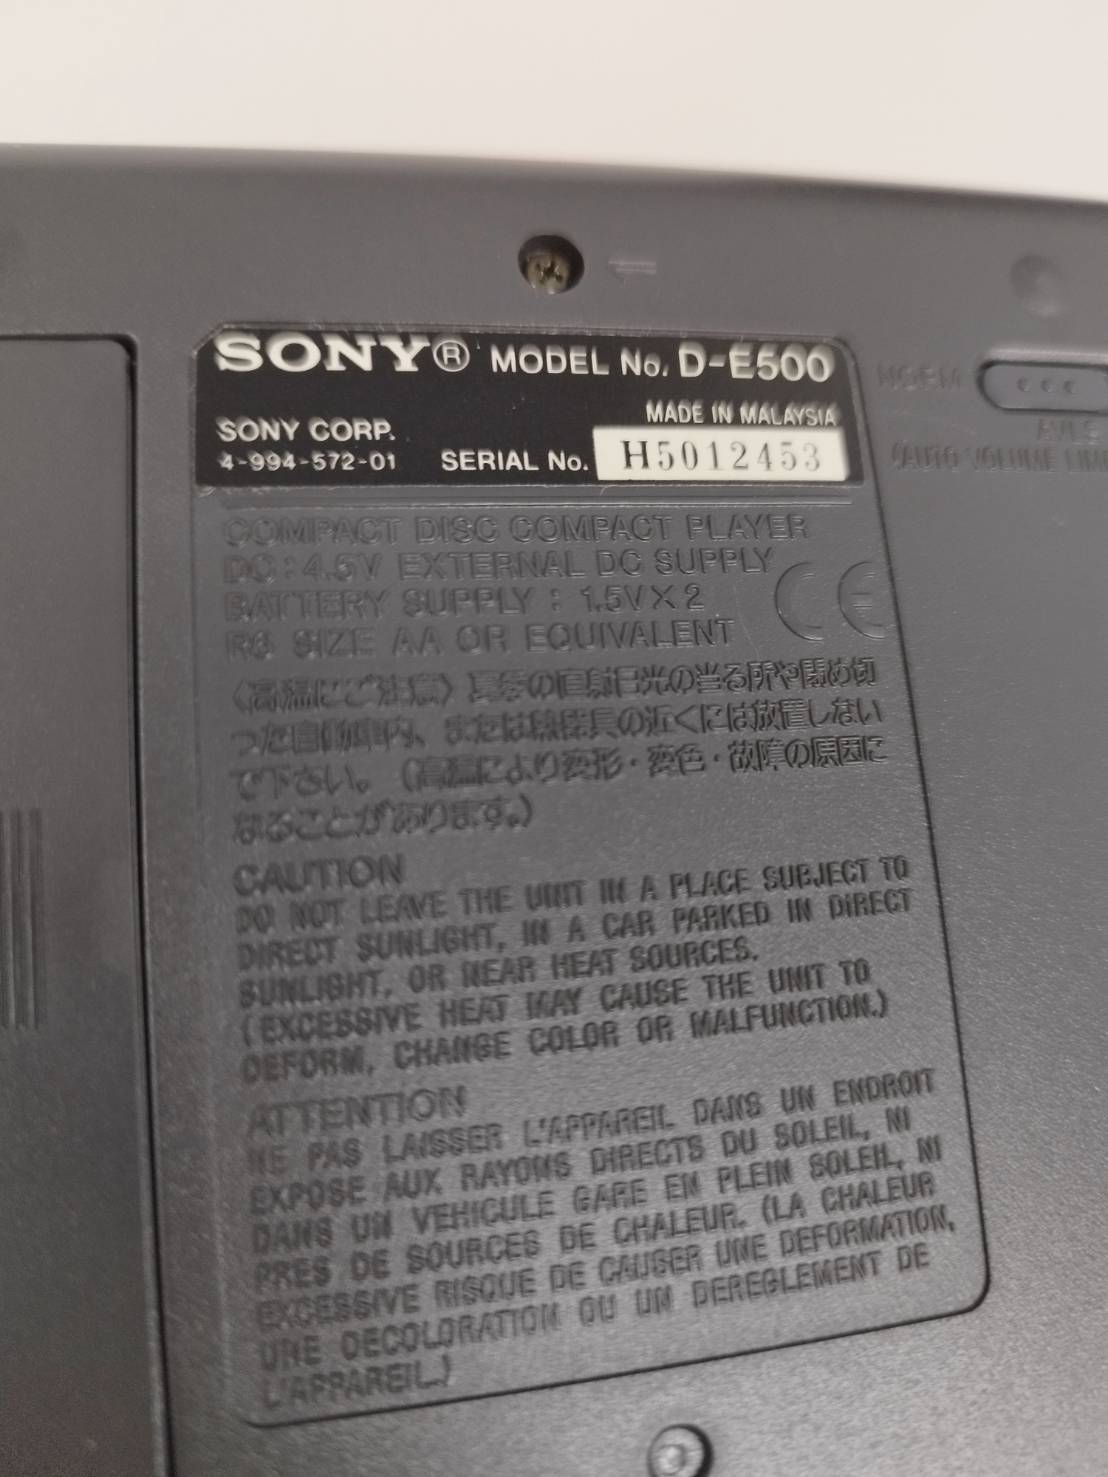 SONY® MODEL No. D-E500
MADE IN MALAYSIA
SONY CORP.
4-994-572-01 SERIAL No. H5012453
COMPACT DISC COMPACT PLAYER
DC : 4.5V EXTERNAL DC SUPPLY
BATTERY SUPPLY : 1.5V×2
R6 SIZE AA OR EQUIVALENT
CE
〈高温にご注意〉真夏の直射日光の当る所や閉め切
った自動車内、または熱器具の近くには放置しない
で下さい。(高温により変形・変色・故障の原因に
なることがあります。)
CAUTION
DO NOT LEAVE THE UNIT IN A PLACE SUBJECT TO
DIRECT SUNLIGHT, IN A CAR PARKED IN DIRECT
SUNLIGHT, OR NEAR HEAT SOURCES.
(EXCESSIVE HEAT MAY CAUSE THE UNIT TO
DEFORM, CHANGE COLOR OR MALFUNCTION.)
ATTENTION
NE PAS LAISSER L'APPAREIL DANS UN ENDROIT
EXPOSE AUX RAYONS DIRECTS DU SOLEIL, NI
DANS UN VEHICULE GARE EN PLEIN SOLEIL, NI
PRES DE SOURCES DE CHALEUR. (LA CHALEUR
EXCESSIVE RISQUE DE CAUSER UNE DEFORMATION,
UNE DECOLORATION OU UN DEREGLEMENT DE
L'APPAREIL.)
NORM
AVLS
(AUTO VOLUME LIM